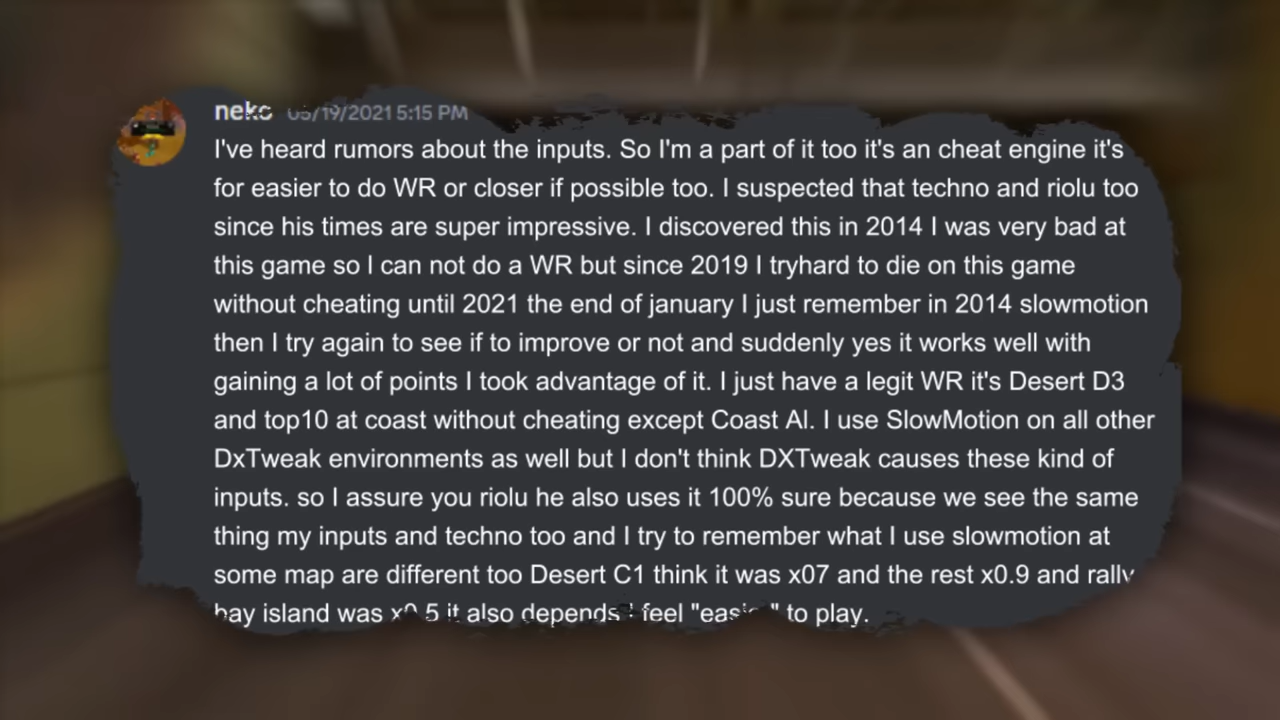 neko 05/19/2021 5:15 PM
I've heard rumors about the inputs. So I'm a part of it too it's an cheat engine it's
for easier to do WR or closer if possible too. I suspected that techno and riolu too
since his times are super impressive. I discovered this in 2014 I was very bad at
this game so I can not do a WR but since 2019 I tryhard to die on this game
without cheating until 2021 the end of january I just remember in 2014 slowmotion
then I try again to see if to improve or not and suddenly yes it works well with
gaining a lot of points I took advantage of it. I just have a legit WR it's Desert D3
and top10 at coast without cheating except Coast Al. I use SlowMotion on all other
DxTweak environments as well but I don't think DXTweak causes these kind of
inputs. so I assure you riolu he also uses it 100% sure because we see the same
thing my inputs and techno too and I try to remember what I use slowmotion at
some map are different too Desert C1 think it was x07 and the rest x0.9 and rally
bay island was x0.5 it also depends I feel "easier" to play.